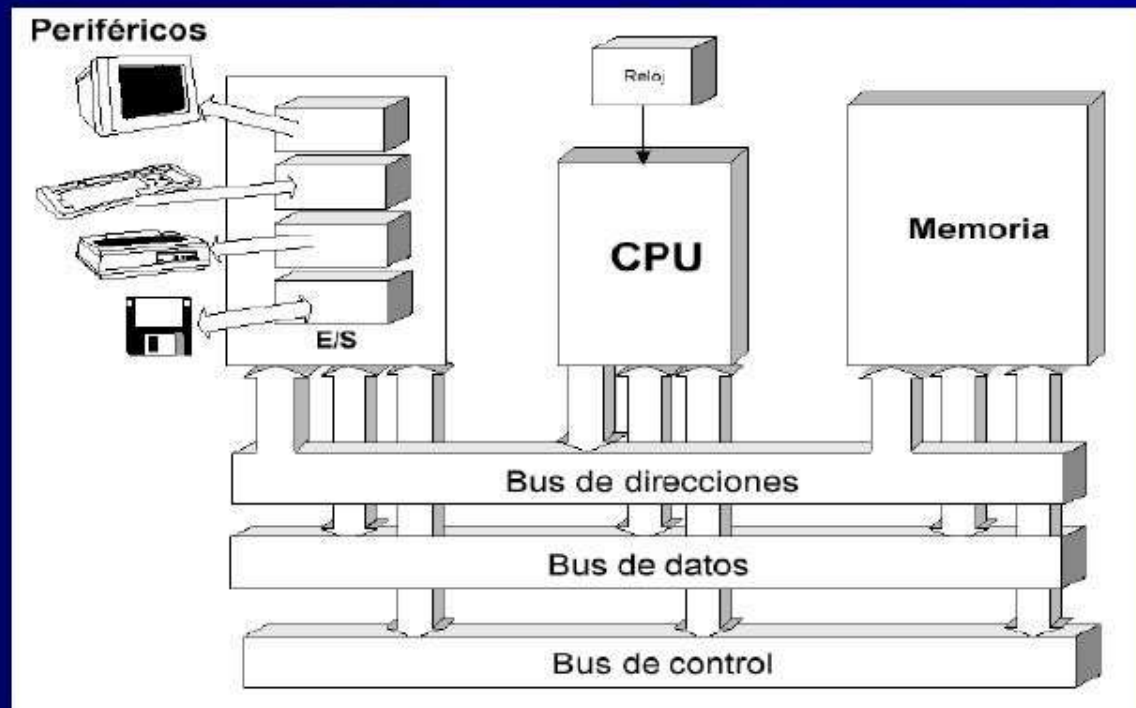 Periféricos
Reloj
CPU
Memoria
E/S
Bus de direcciones
Bus de datos
Bus de control